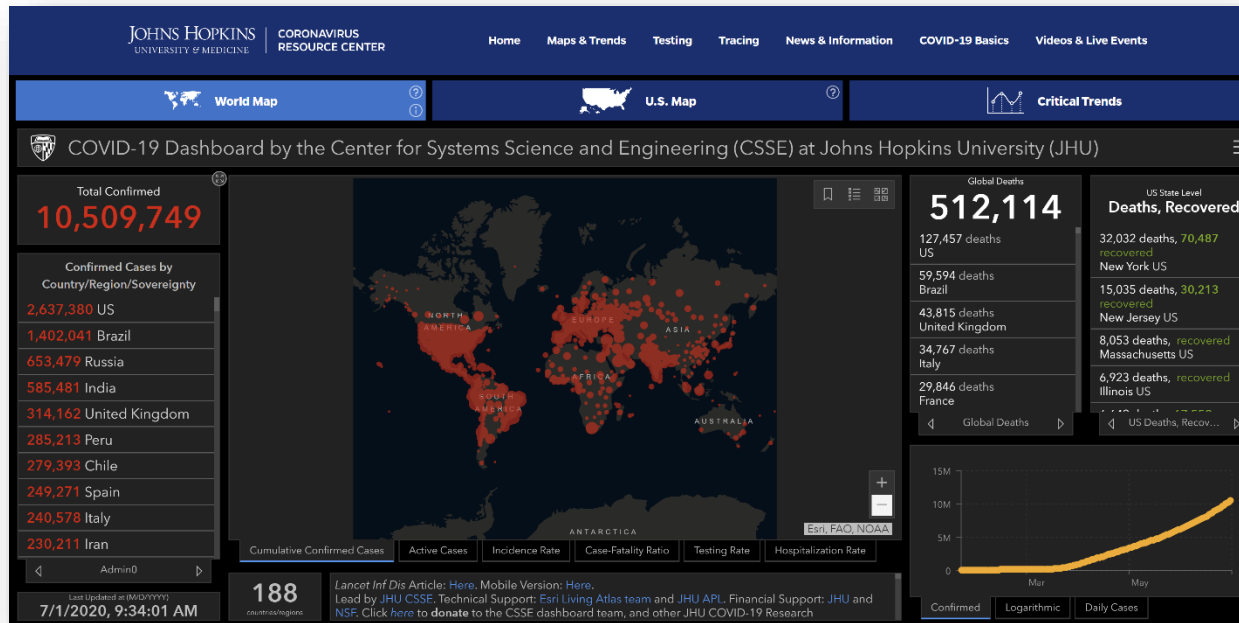 JOHNS HOPKINS
UNIVERSITY & MEDICINE
CORONAVIRUS
RESOURCE CENTER
Home
Maps & Trends
Testing
Tracing
News & Information
COVID-19 Basics
Videos & Live Events
World Map
U.S. Map
Critical Trends
COVID-19 Dashboard by the Center for Systems Science and Engineering (CSSE) at Johns Hopkins University (JHU)
Total Confirmed
10,509,749
Confirmed Cases by
Country/Region/Sovereignty
2,637,380 US
1,402,041 Brazil
653,479 Russia
585,481 India
314,162 United Kingdom
285,213 Peru
279,393 Chile
249,271 Spain
240,578 Italy
230,211 Iran
Admin0
Last Updated at (M/D/YYYY)
7/1/2020, 9:34:01 AM
NORTH
AMERICA
EUROPE
ASIA
AFRICA
SOUTH
AMERICA
AUSTRALIA
ANTARCTICA
Esri, FAO, NOAA
Cumulative Confirmed Cases
Active Cases
Incidence Rate
Case-Fatality Ratio
Testing Rate
Hospitalization Rate
188
countries/regions
Lancet Inf Dis Article: Here. Mobile Version: Here.
Lead by JHU CSSE. Technical Support: Esri Living Atlas team and JHU APL. Financial Support: JHU and
NSF. Click here to donate to the CSSE dashboard team, and other JHU COVID-19 Research
Global Deaths
512,114
127,457 deaths
US
59,594 deaths
Brazil
43,815 deaths
United Kingdom
34,767 deaths
Italy
29,846 deaths
France
Global Deaths
US State Level
Deaths, Recovered
32,032 deaths, 70,487
recovered
New York US
15,035 deaths, 30,213
recovered
New Jersey US
8,053 deaths, recovered
Massachusetts US
6,923 deaths, recovered
Illinois US
US Deaths, Recov...
15M
10M
5M
0
Mar
May
Confirmed
Logarithmic
Daily Cases